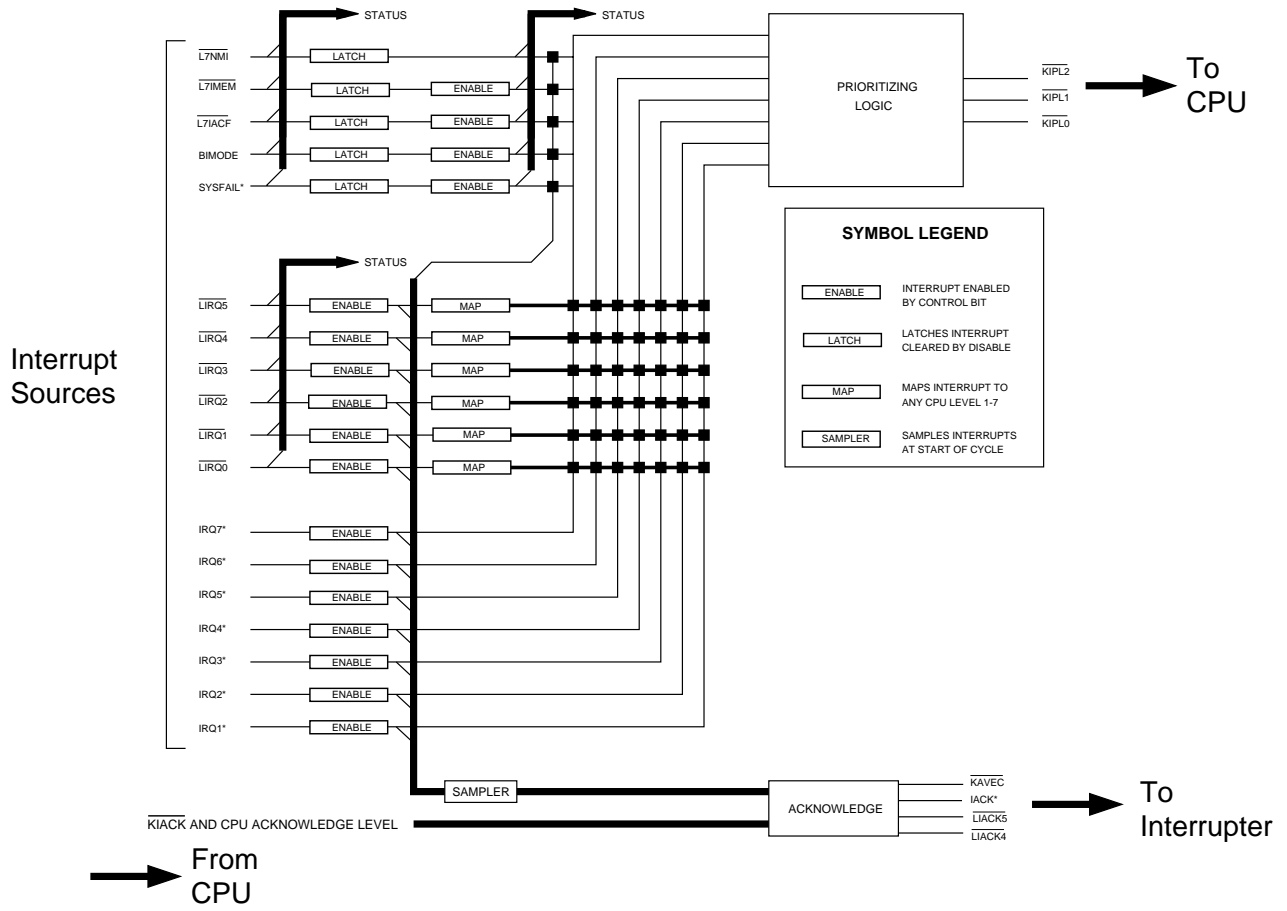 STATUS
STATUS
L7NMI
LATCH
L7IMEM
LATCH
ENABLE
L7IACF
LATCH
ENABLE
BIMODE
LATCH
ENABLE
SYSFAIL*
LATCH
ENABLE
PRIORITIZING
LOGIC
KIPL2
KIPL1
KIPL0
To
CPU
STATUS
LIRQ5
ENABLE
MAP
LIRQ4
ENABLE
MAP
LIRQ3
ENABLE
MAP
LIRQ2
ENABLE
MAP
LIRQ1
ENABLE
MAP
LIRQ0
ENABLE
MAP
Interrupt
Sources
SYMBOL LEGEND
ENABLE
INTERRUPT ENABLED
BY CONTROL BIT
LATCH
LATCHES INTERRUPT
CLEARED BY DISABLE
MAP
MAPS INTERRUPT TO
ANY CPU LEVEL 1-7
SAMPLER
SAMPLES INTERRUPTS
AT START OF CYCLE
IRQ7*
ENABLE
IRQ6*
ENABLE
IRQ5*
ENABLE
IRQ4*
ENABLE
IRQ3*
ENABLE
IRQ2*
ENABLE
IRQ1*
ENABLE
SAMPLER
ACKNOWLEDGE
KAVEC
IACK*
LIACK5
LIACK4
To
Interrupter
KIACK AND CPU ACKNOWLEDGE LEVEL
From
CPU